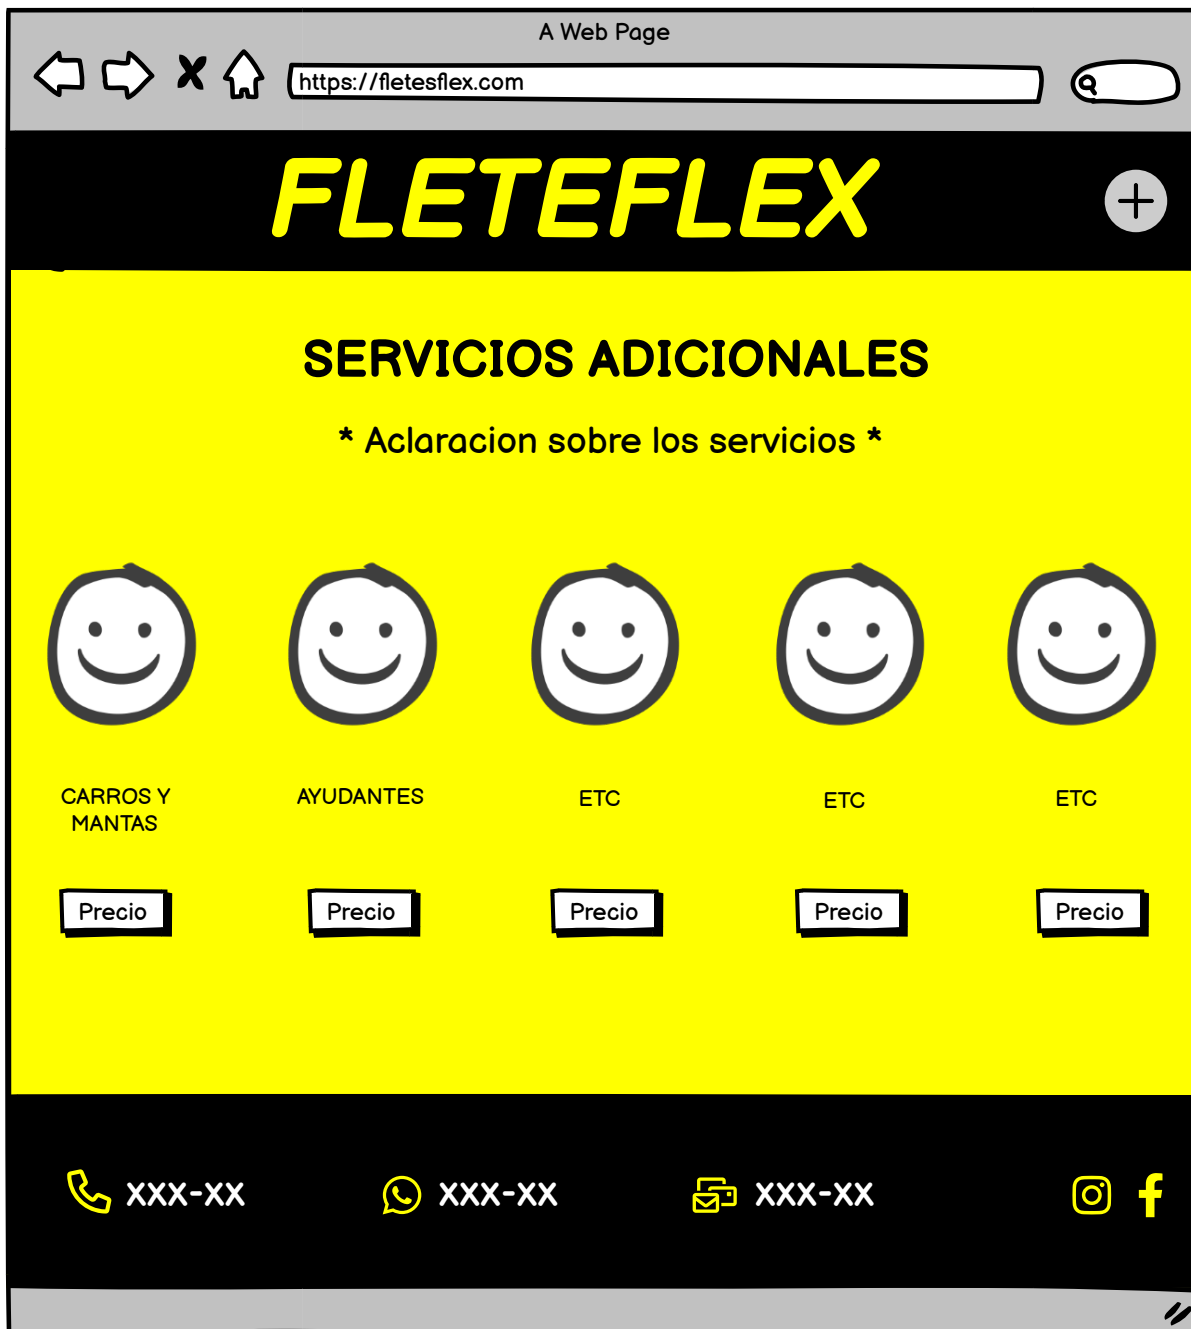 A Web Page
https://fletesflex.com
FLETEFLEX
SERVICIOS ADICIONALES
* Aclaracion sobre los servicios *
CARROS Y
MANTAS
AYUDANTES
ETC
ETC
ETC
Precio
Precio
Precio
Precio
Precio
XXX-XX
XXX-XX
XXX-XX